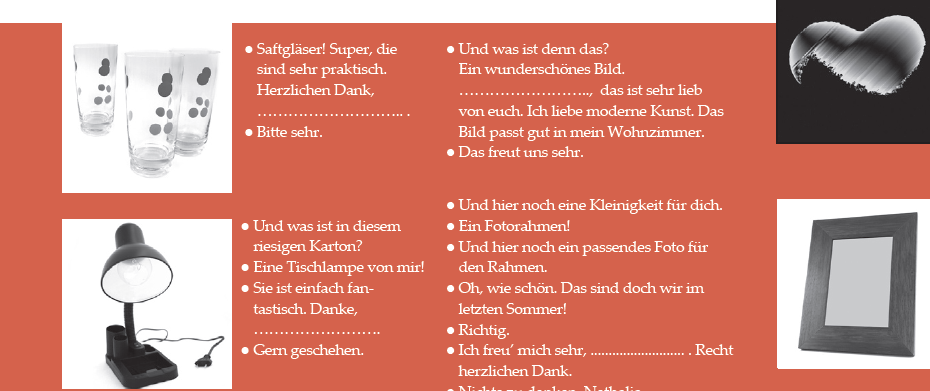 ● Saftgläser! Super, die
sind sehr praktisch.
Herzlichen Dank,
……………………….. .
● Bitte sehr.
● Und was ist in diesem
riesigen Karton?
● Eine Tischlampe von mir!
● Sie ist einfach fan-
tastisch. Danke,
…………………….
● Gern geschehen.
● Und was ist denn das?
Ein wunderschönes Bild.
…………………….., das ist sehr lieb
von euch. Ich liebe moderne Kunst. Das
Bild passt gut in mein Wohnzimmer.
● Das freut uns sehr.
● Und hier noch eine Kleinigkeit für dich.
● Ein Fotorahmen!
● Und hier noch ein passendes Foto für
den Rahmen.
● Oh, wie schön. Das sind doch wir im
letzten Sommer!
● Richtig.
● Ich freu’ mich sehr, .......................... . Recht
herzlichen Dank.
● Nichts zu danken, Nathalie.